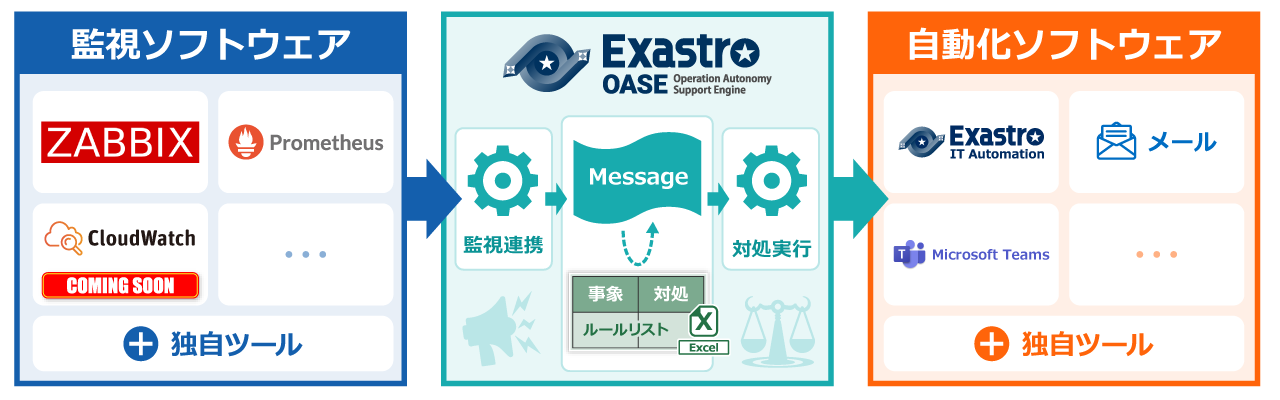 監視ソフトウェア
ZABBIX
Prometheus
CloudWatch
COMING SOON
独自ツール
Exastro
OASE Operation Autonomy
Support Engine
監視連携
Message
対処実行
事象 対処
ルールリスト
X
Excel
自動化ソフトウェア
Exastro
IT Automation
メール
T
Microsoft Teams
独自ツール